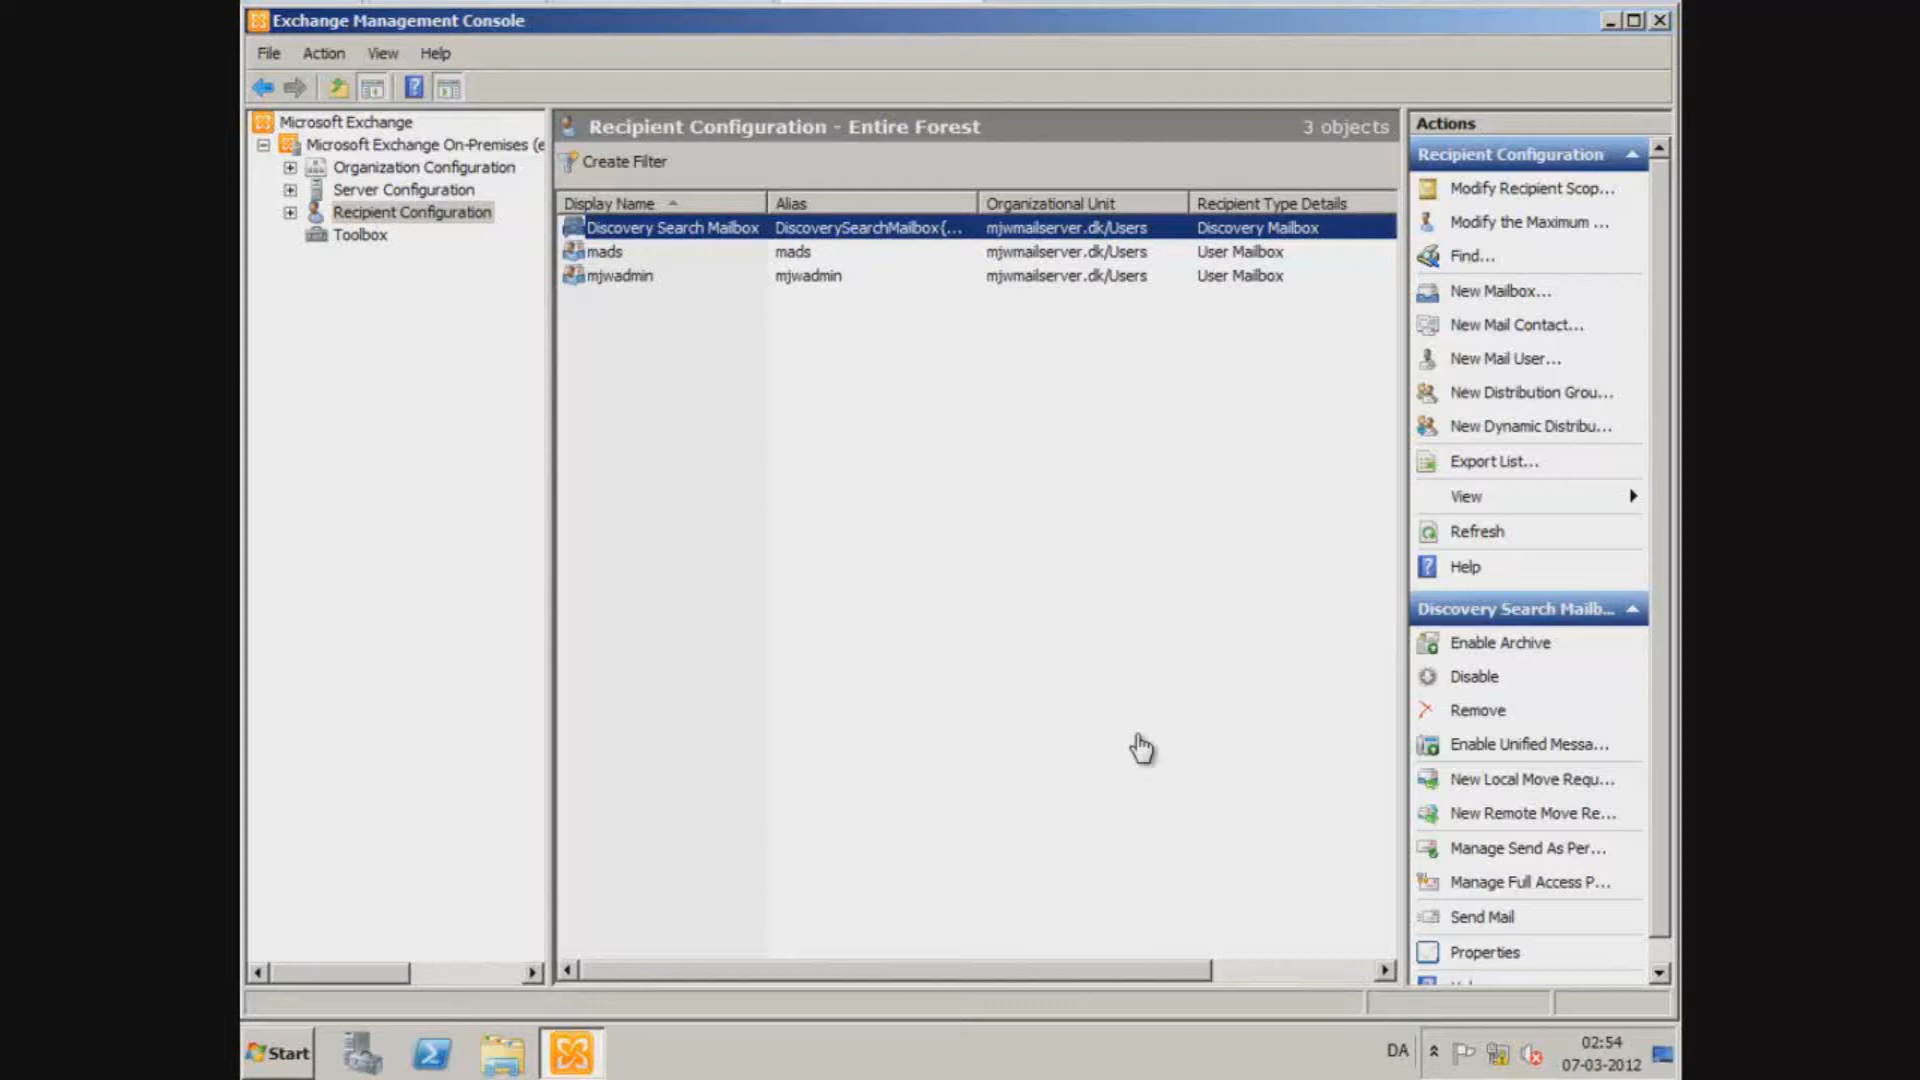 Exchange Management Console
File Action View Help
Microsoft Exchange
Microsoft Exchange On-Premises (e
Organization Configuration
Server Configuration
Recipient Configuration
Toolbox
Recipient Configuration - Entire Forest 3 objects
Create Filter
Display Name Alias Organizational Unit Recipient Type Details
Discovery Search Mailbox DiscoverySearchMailbox{... mjwmailserver.dk/Users Discovery Mailbox
mads mads mjwmailserver.dk/Users User Mailbox
mjwadmin mjwadmin mjwmailserver.dk/Users User Mailbox
Actions
Recipient Configuration
Modify Recipient Scop...
Modify the Maximum ...
Find...
New Mailbox...
New Mail Contact...
New Mail User...
New Distribution Grou...
New Dynamic Distribu...
Export List...
View
Refresh
Help
Discovery Search Mailb...
Enable Archive
Disable
Remove
Enable Unified Messa...
New Local Move Requ...
New Remote Move Re...
Manage Send As Per...
Manage Full Access P...
Send Mail
Properties
Start
DA
02:54
07-03-2012